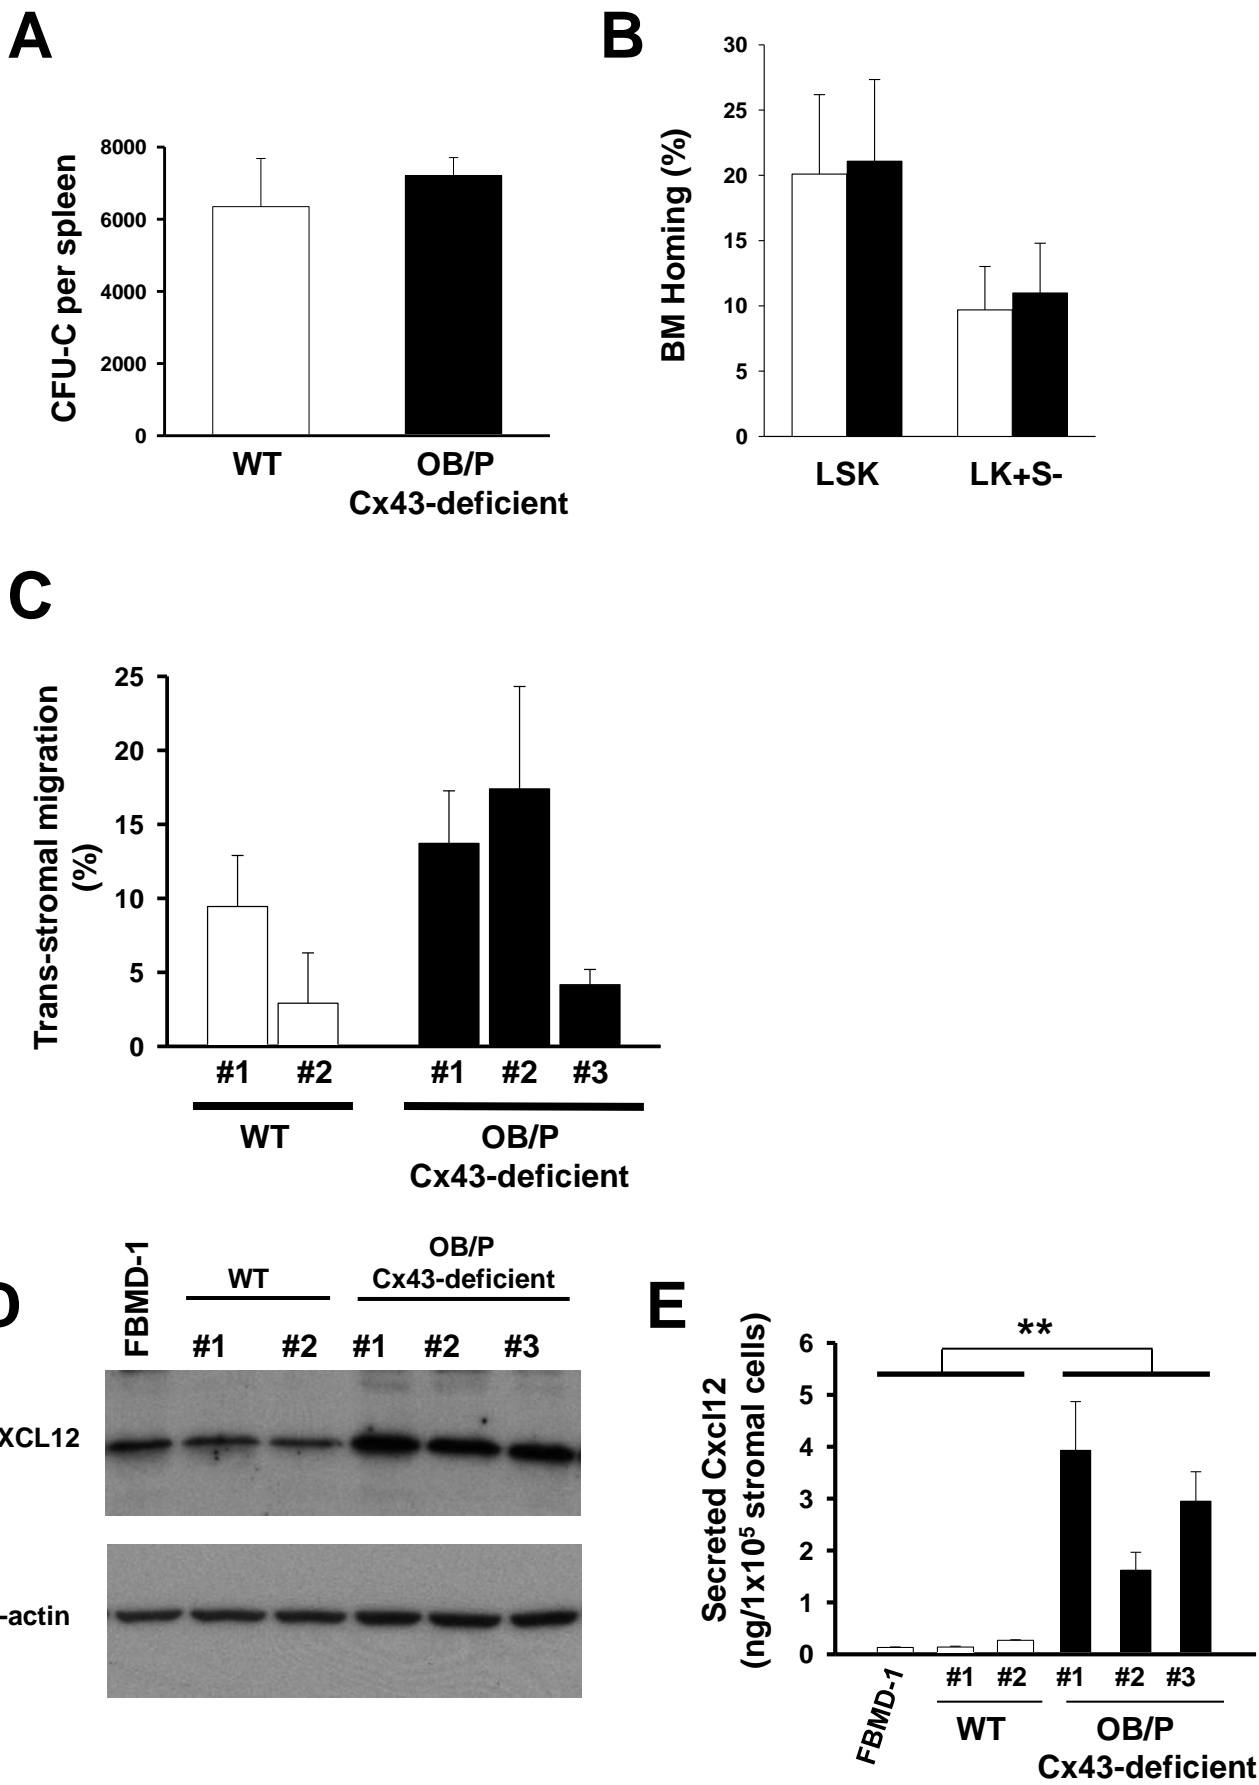 A
CFU-C per spleen
8000
6000
4000
2000
0
WT
OB/P
Cx43-deficient
B
BM Homing (%)
30
25
20
15
10
5
0
LSK
LK+S-
C
Trans-stromal migration
(%)
25
20
15
10
5
0
#1 #2
#1 #2 #3
WT
OB/P
Cx43-deficient
D
FBMD-1
WT
OB/P
Cx43-deficient
#1 #2 #1 #2 #3
XCL12
-actin
E
Secreted Cxcl12
(ng/1x10⁵ stromal cells)
6
5
4
3
2
1
0
**
FBMD-1
#1 #2 #1 #2 #3
WT
OB/P
Cx43-deficient